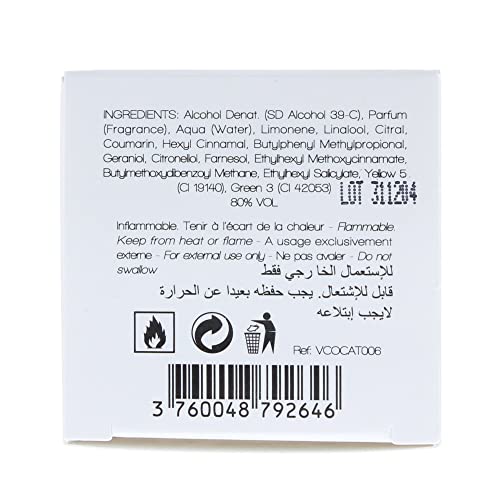 INGREDIENTS: Alcohol Denat. (SD Alcohol 39-C), Parfum
(Fragrance), Aqua (Water), Limonene, Linalool, Citral,
Coumarin, Hexyl Cinnamal, Butylphenyl Methylpropional,
Geraniol, Citronellol, Farnesol, Ethylhexyl Methoxycinnamate,
Butylmethoxydibenzoyl Methane, Ethylhexyl Salicylate, Yellow 5
(CI 19140), Green 3 (CI 42053) LOT 311204
80% VOL
Inflammable. Tenir à l'écart de la chaleur - Flammable.
Keep from heat or flame - A usage exclusivement
externe - For external use only - Ne pas avaler - Do not
swallow
للإستعمال الخارجي فقط
قابل للإشتعال. يجب حفظه بعيدا عن الحرارة
لايجب إبتلاعه
Ref: VCOCAT006
3 760048 792646